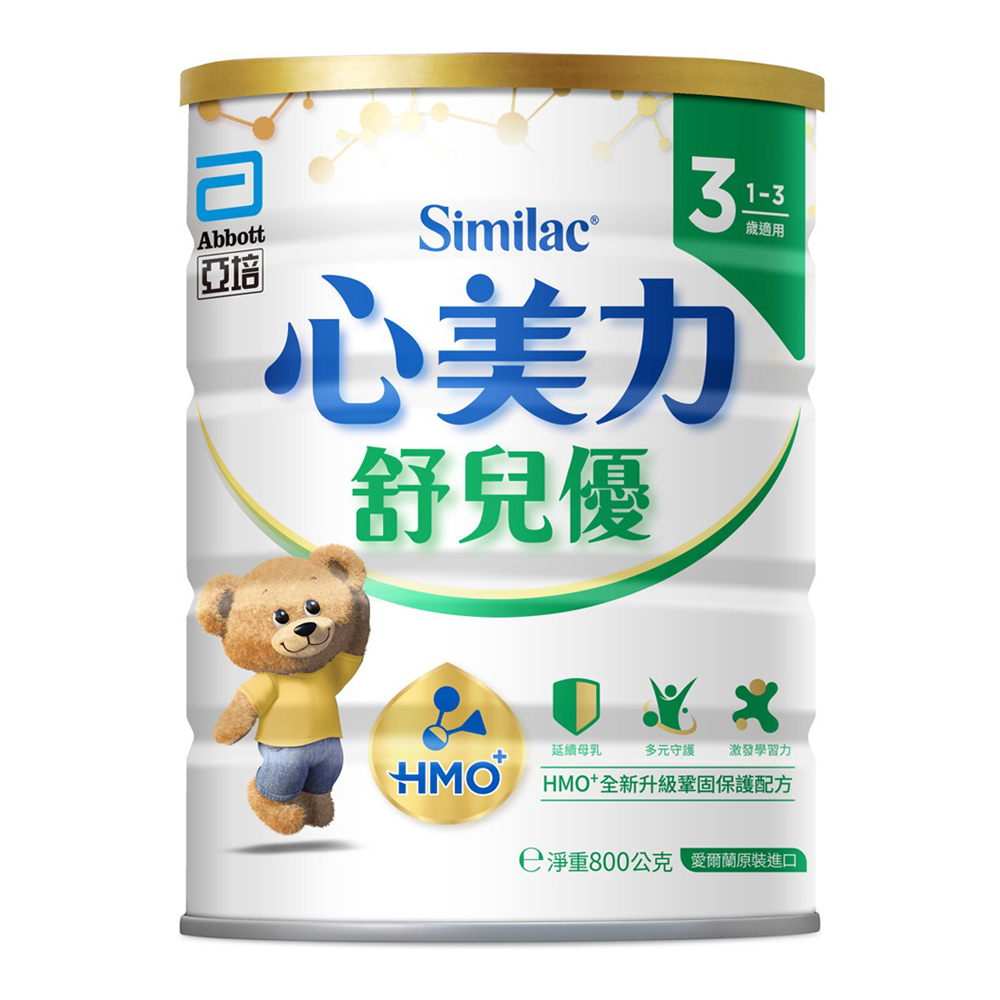 Abbott
亞培
3
1-3
歲適用
Similac®
心美力
舒兒優
HMO+
延續母乳
多元守護
激發學習力
HMO+全新升級鞏固保護配方
℮淨重800公克
愛爾蘭原裝進口